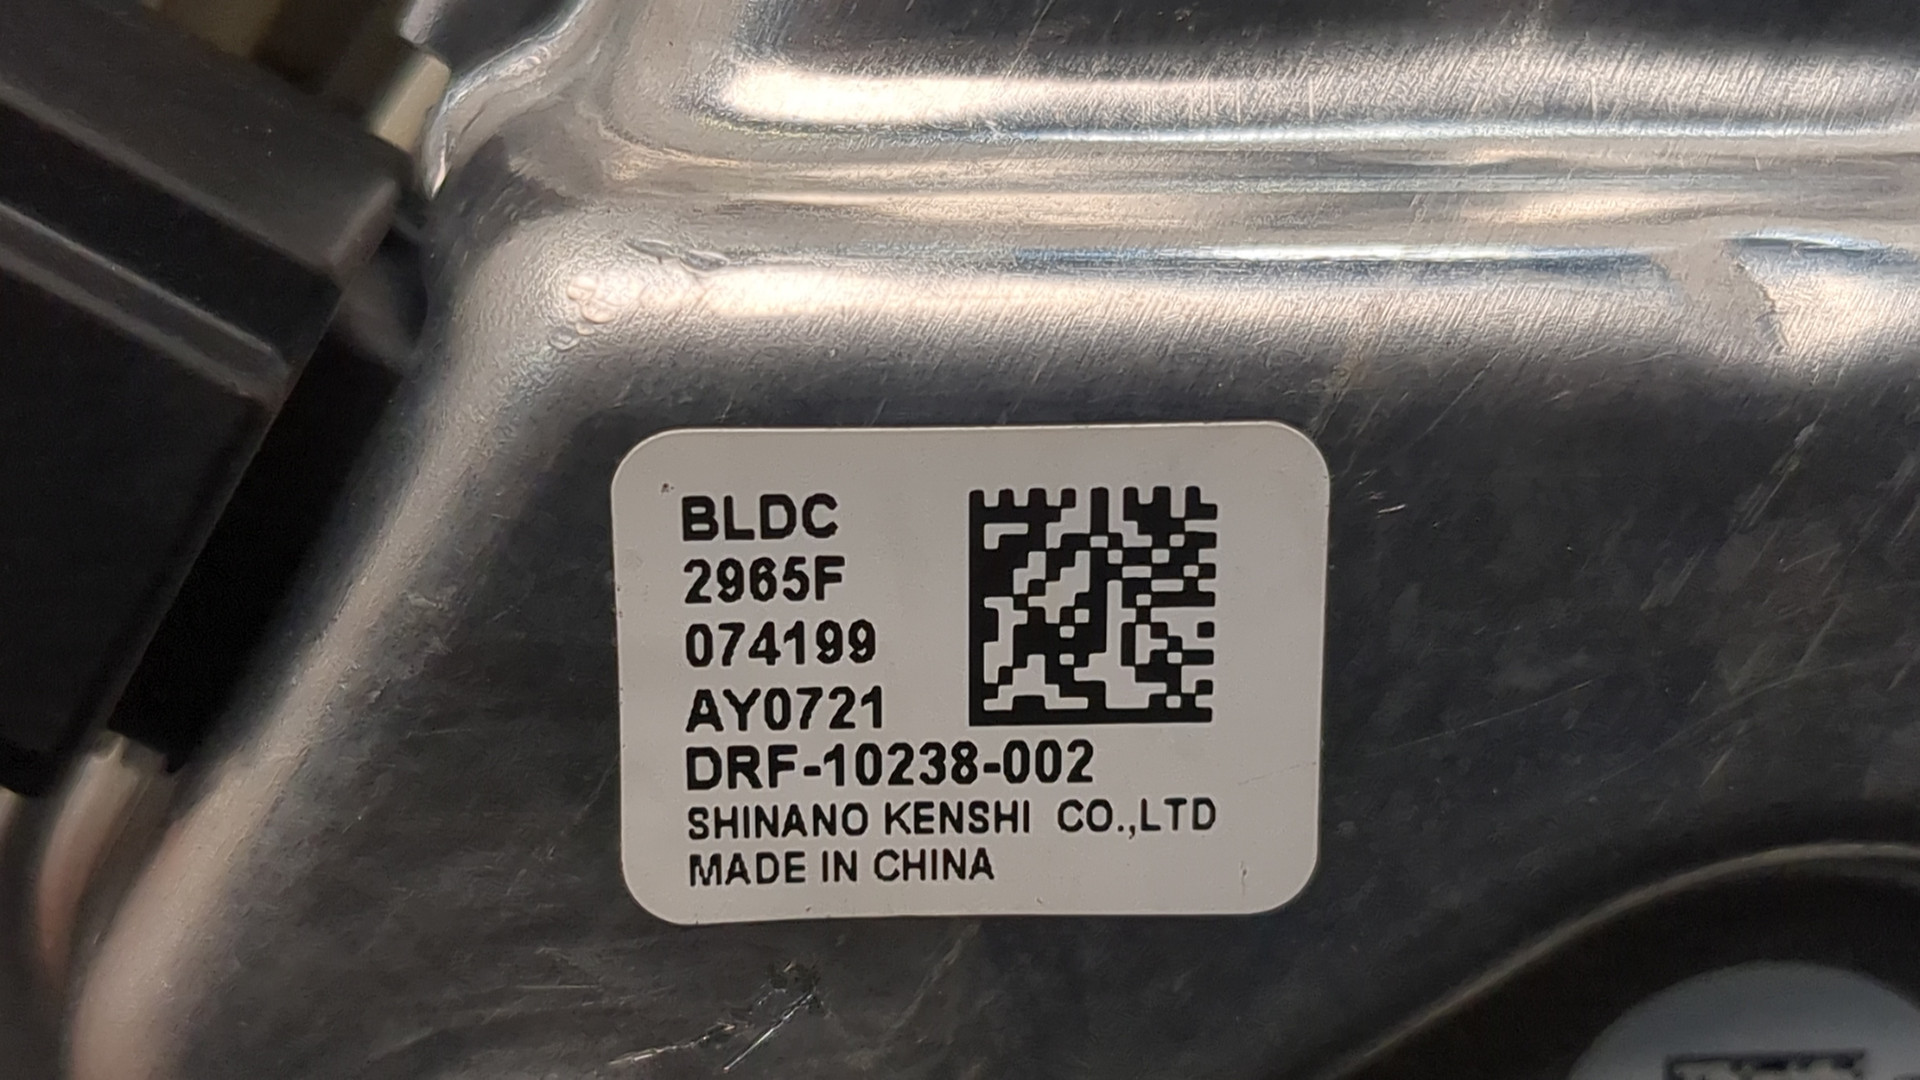 BLDC
2965F
074199
AY0721
DRF-10238-002
SHINANO KENSHI CO.,LTD
MADE IN CHINA